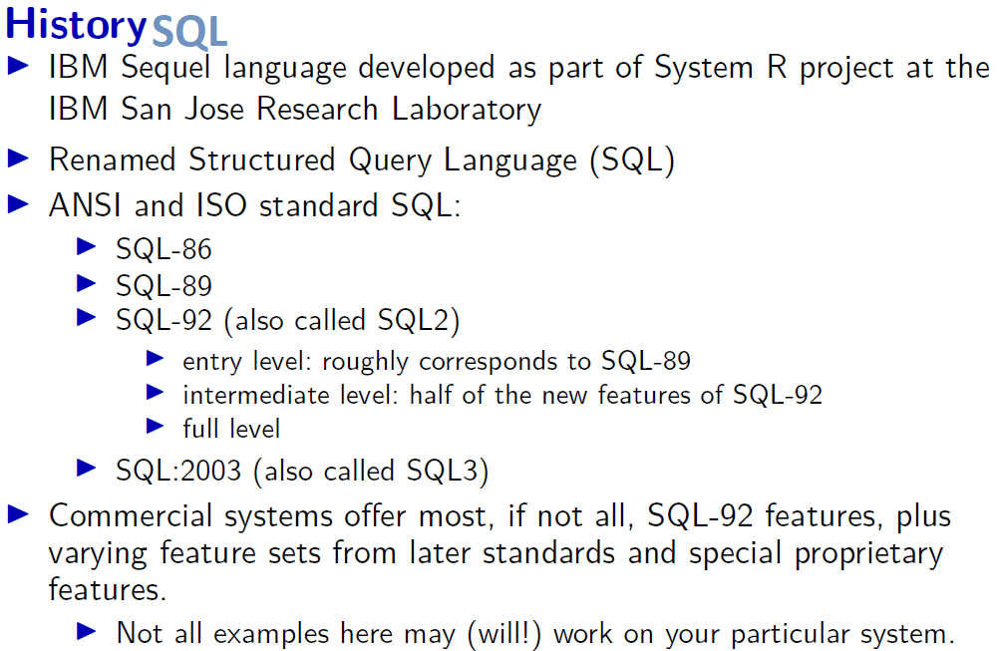 History SQL
IBM Sequel language developed as part of System R project at the
IBM San Jose Research Laboratory
Renamed Structured Query Language (SQL)
ANSI and ISO standard SQL:
SQL-86
SQL-89
SQL-92 (also called SQL2)
entry level: roughly corresponds to SQL-89
intermediate level: half of the new features of SQL-92
full level
SQL:2003 (also called SQL3)
Commercial systems offer most, if not all, SQL-92 features, plus
varying feature sets from later standards and special proprietary
features.
Not all examples here may (will!) work on your particular system.